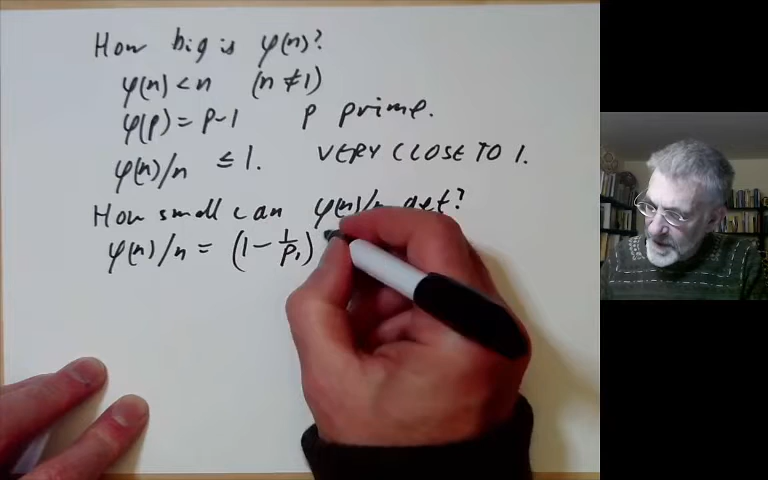 How big is φ(n)?
φ(n) < n (n ≠ 1)
φ(p) = p-1 p prime.
φ(n)/n ≤ 1. VERY CLOSE TO 1.
How small can φ(n)/n get?
φ(n)/n = (1 - 1/p₁)